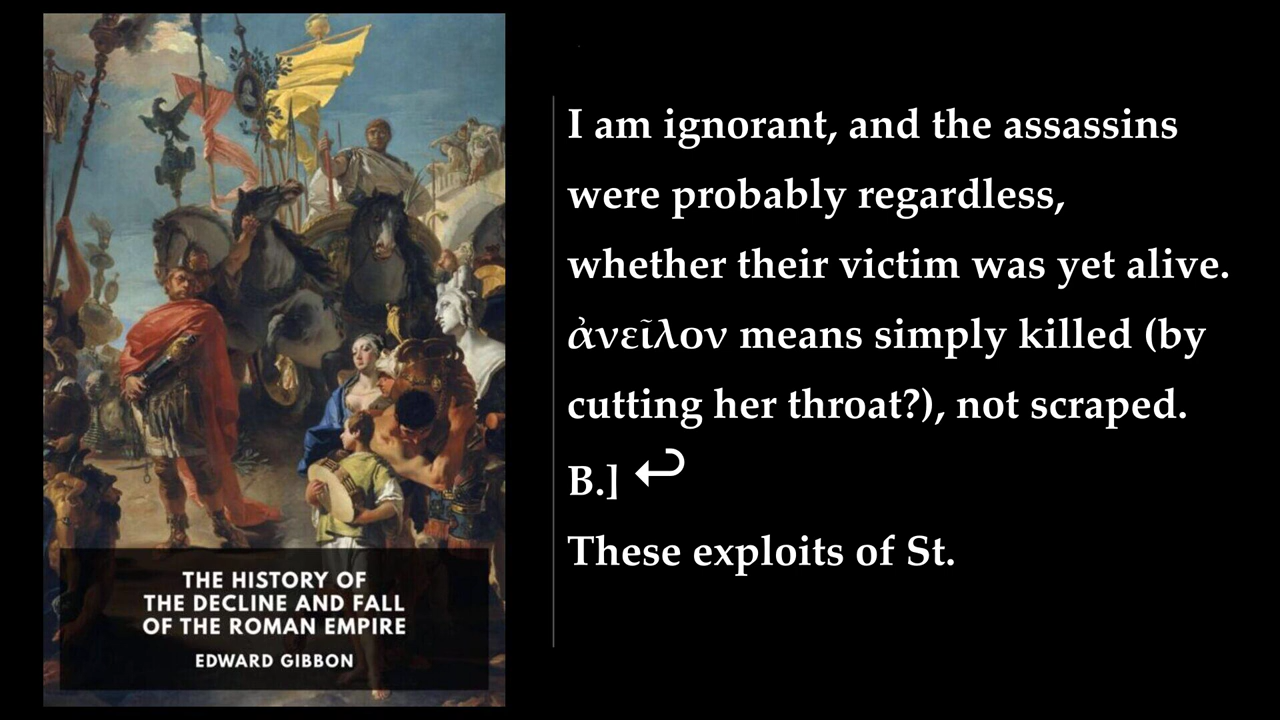 THE HISTORY OF
THE DECLINE AND FALL
OF THE ROMAN EMPIRE
EDWARD GIBBON
I am ignorant, and the assassins
were probably regardless,
whether their victim was yet alive.
ἀνεῖλον means simply killed (by
cutting her throat?), not scraped.
B.] ↩
These exploits of St.